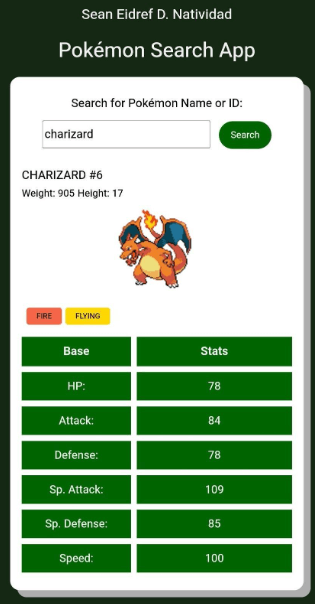 Sean Eidref D. Natividad
Pokémon Search App
Search for Pokémon Name or ID:
charizard Search
CHARIZARD #6
Weight: 905 Height: 17
FIRE FLYING
Base Stats
HP: 78
Attack: 84
Defense: 78
Sp. Attack: 109
Sp. Defense: 85
Speed: 100